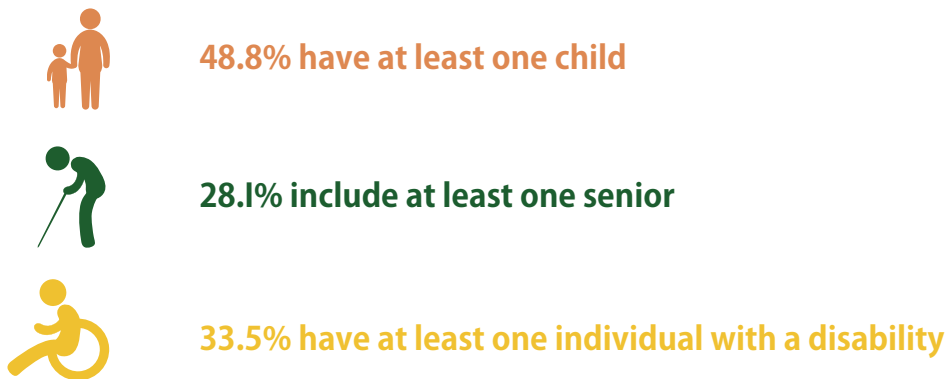 48.8% have at least one child
28.I% include at least one senior
33.5% have at least one individual with a disability